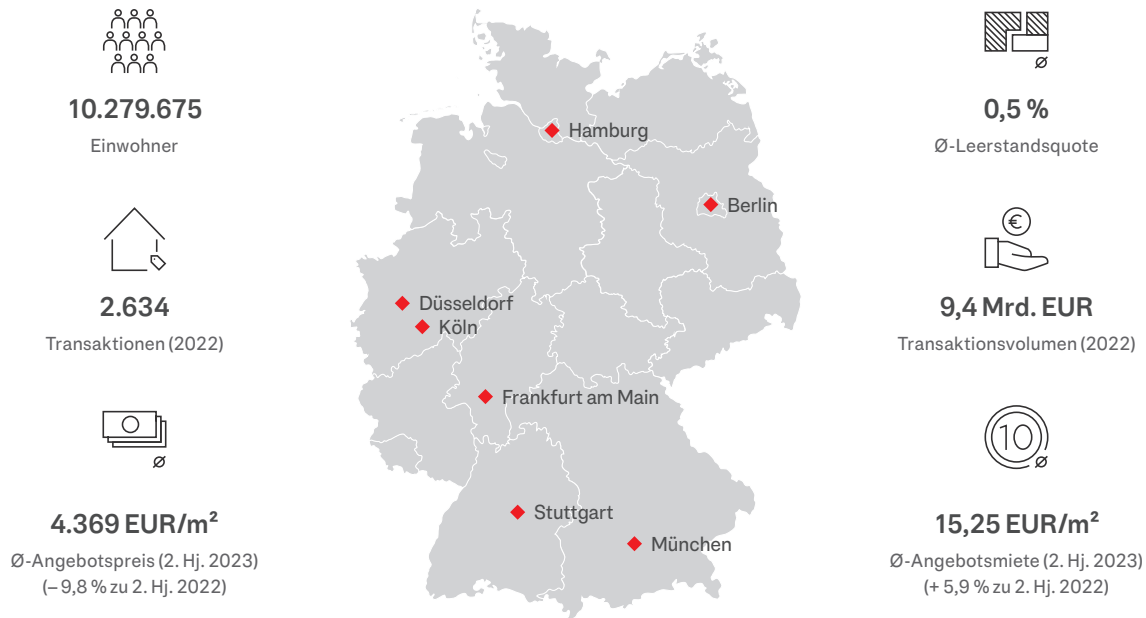 10.279.675
Einwohner
2.634
Transaktionen (2022)
4.369 EUR/m²
Ø-Angebotspreis (2. Hj. 2023)
(– 9,8 % zu 2. Hj. 2022)
Hamburg
Berlin
Düsseldorf
Köln
Frankfurt am Main
Stuttgart
München
Ø
0,5 %
Ø-Leerstandsquote
€
9,4 Mrd. EUR
Transaktionsvolumen (2022)
10
Ø
15,25 EUR/m²
Ø-Angebotsmiete (2. Hj. 2023)
(+ 5,9 % zu 2. Hj. 2022)
Ø